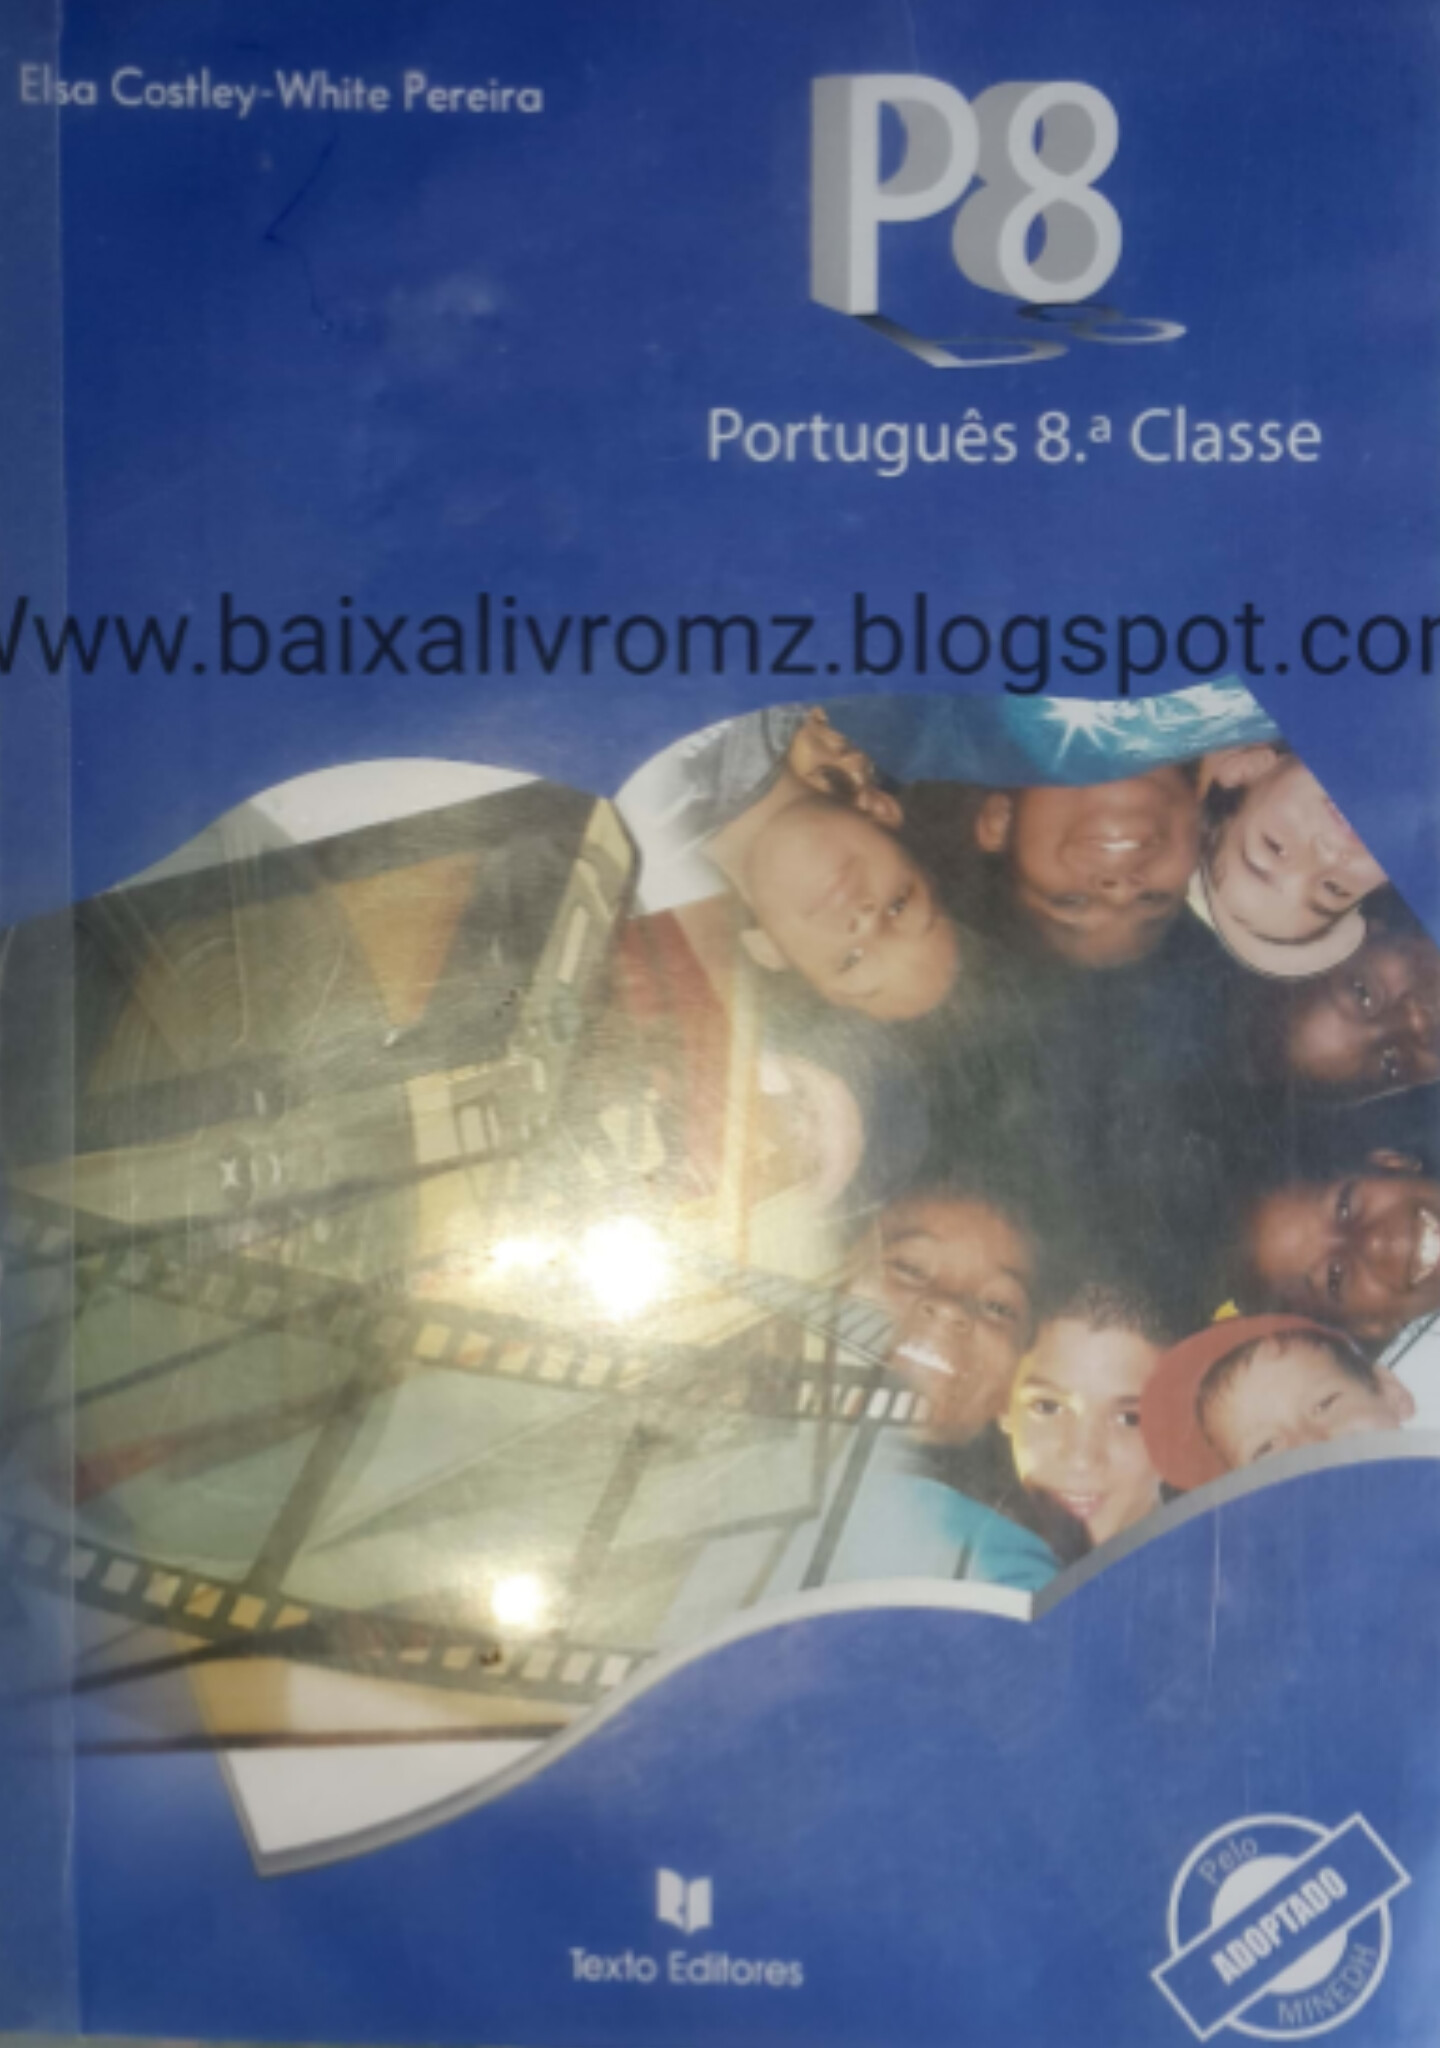 Elsa Costley-White Pereira
P8
Português 8.ª Classe
www.baixalivromz.blogspot.com
Texto Editores
Pelo
ADOPTADO
MINEDH